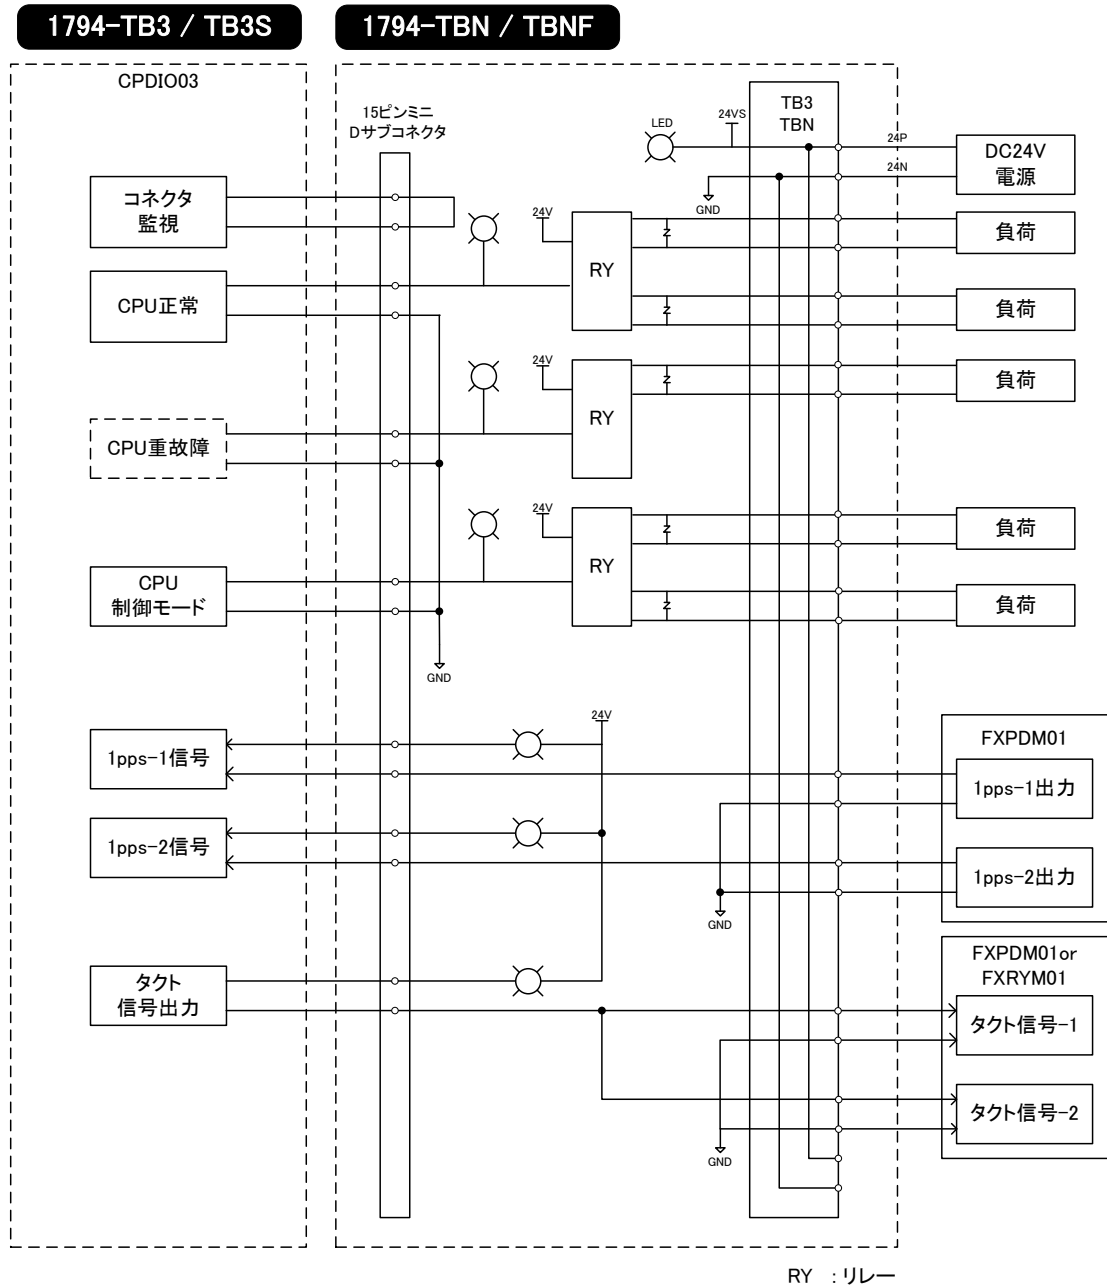 1794-TB3 / TB3S
1794-TBN / TBNF
CPDIO03
15ピンミニ
Dサブコネクタ
LED
24VS
TB3
TBN
24P
24N
DC24V
電源
GND
コネクタ
監視
24V
RY
負荷
CPU正常
負荷
24V
RY
負荷
CPU重故障
24V
RY
負荷
CPU
制御モード
負荷
GND
24V
FXPDM01
1pps-1信号
1pps-1出力
1pps-2信号
1pps-2出力
GND
FXPDM01or
FXRYM01
タクト
信号出力
タクト信号-1
タクト信号-2
GND
RY :リレー